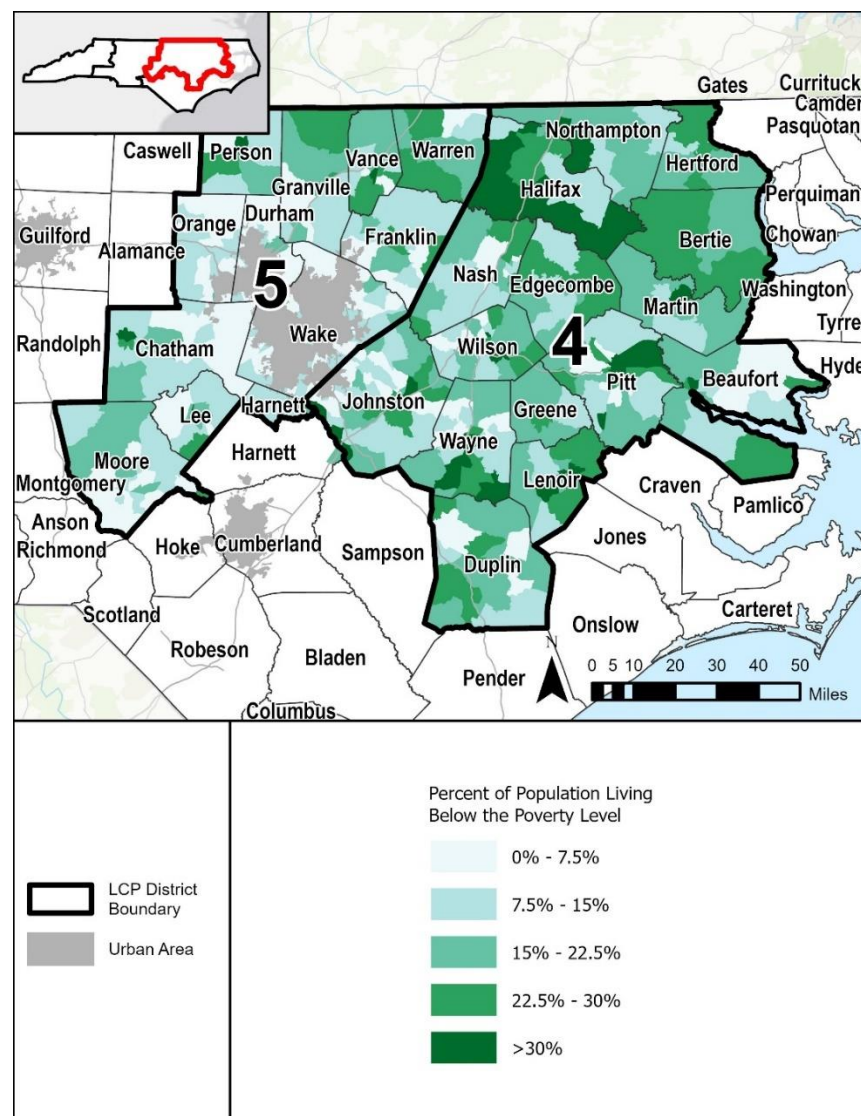 Gates
Currituck
Camden
Pasquotan
Caswell
Person
Vance
Warren
Northampton
Hertford
Granville
Halifax
Perquiman
Orange
Durham
Chowan
Guilford
Alamance
Franklin
Bertie
5
Nash
Edgecombe
Washington
Martin
Randolph
Chatham
Wake
Wilson
4
Tyrre
Pitt
Hyde
Lee
Harnett
Johnston
Greene
Beaufort
Moore
Harnett
Wayne
Lenoir
Montgomery
Craven
Pamlico
Anson
Richmond
Hoke
Cumberland
Sampson
Duplin
Jones
Scotland
Carteret
Robeson
Bladen
Onslow
N
Pender
Columbus
0 5 10 20 30 40 50
Miles
LCP District
Boundary
Urban Area
Percent of Population Living
Below the Poverty Level
0% - 7.5%
7.5% - 15%
15% - 22.5%
22.5% - 30%
>30%